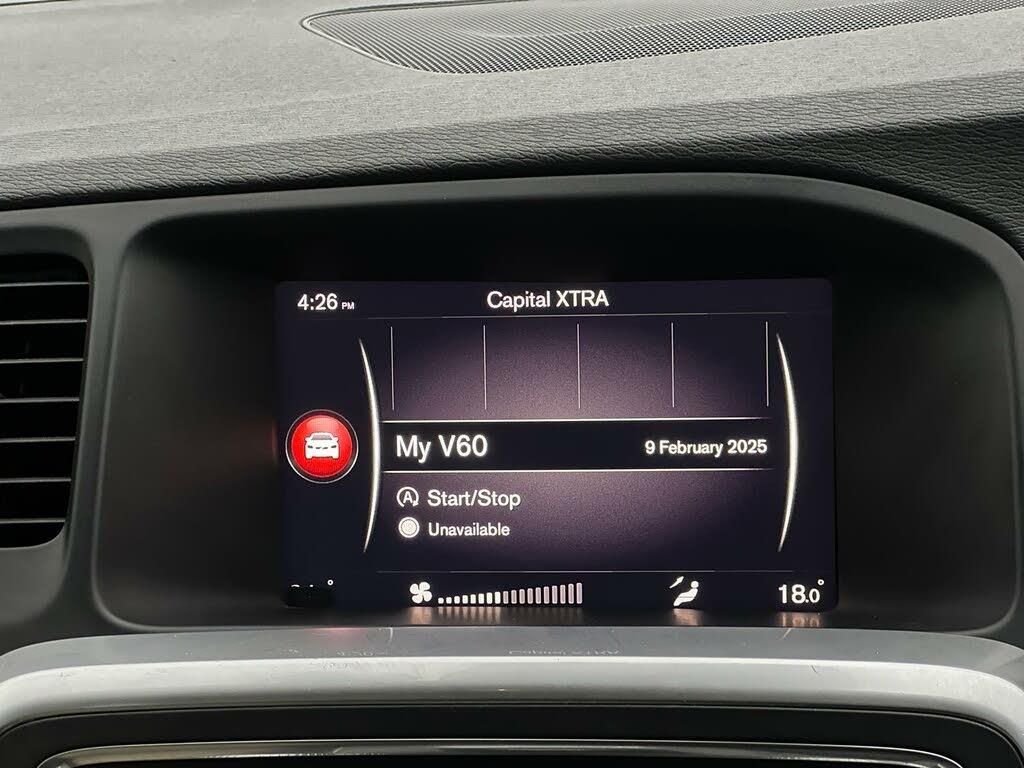 4:26 PM
Capital XTRA
My V60
9 February 2025
A Start/Stop
Unavailable
18.0°